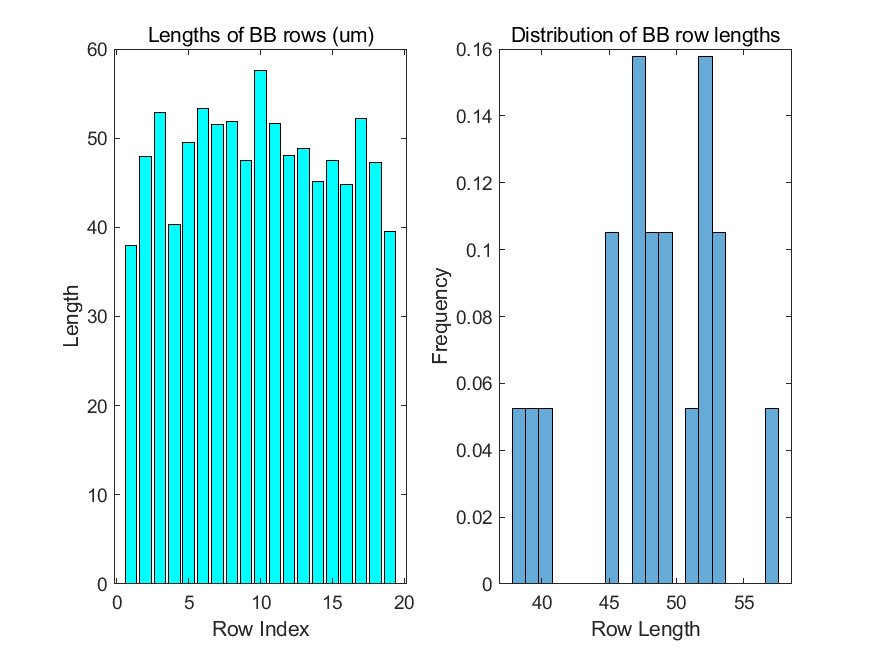 Lengths of BB rows (um)
60
50
40
30
20
10
0
Length
0 5 10 15 20
Row Index
Distribution of BB row lengths
0.16
0.14
0.12
0.1
0.08
0.06
0.04
0.02
0
Frequency
40 45 50 55
Row Length